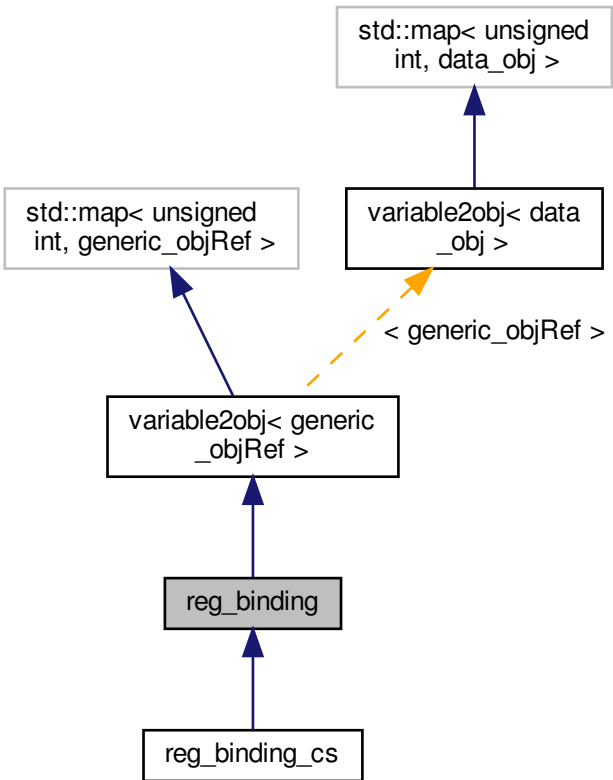 std::map< unsigned
int, data_obj >
std::map< unsigned
int, generic_objRef >
variable2obj< data
_obj >
< generic_objRef >
variable2obj< generic
_objRef >
reg_binding
reg_binding_cs